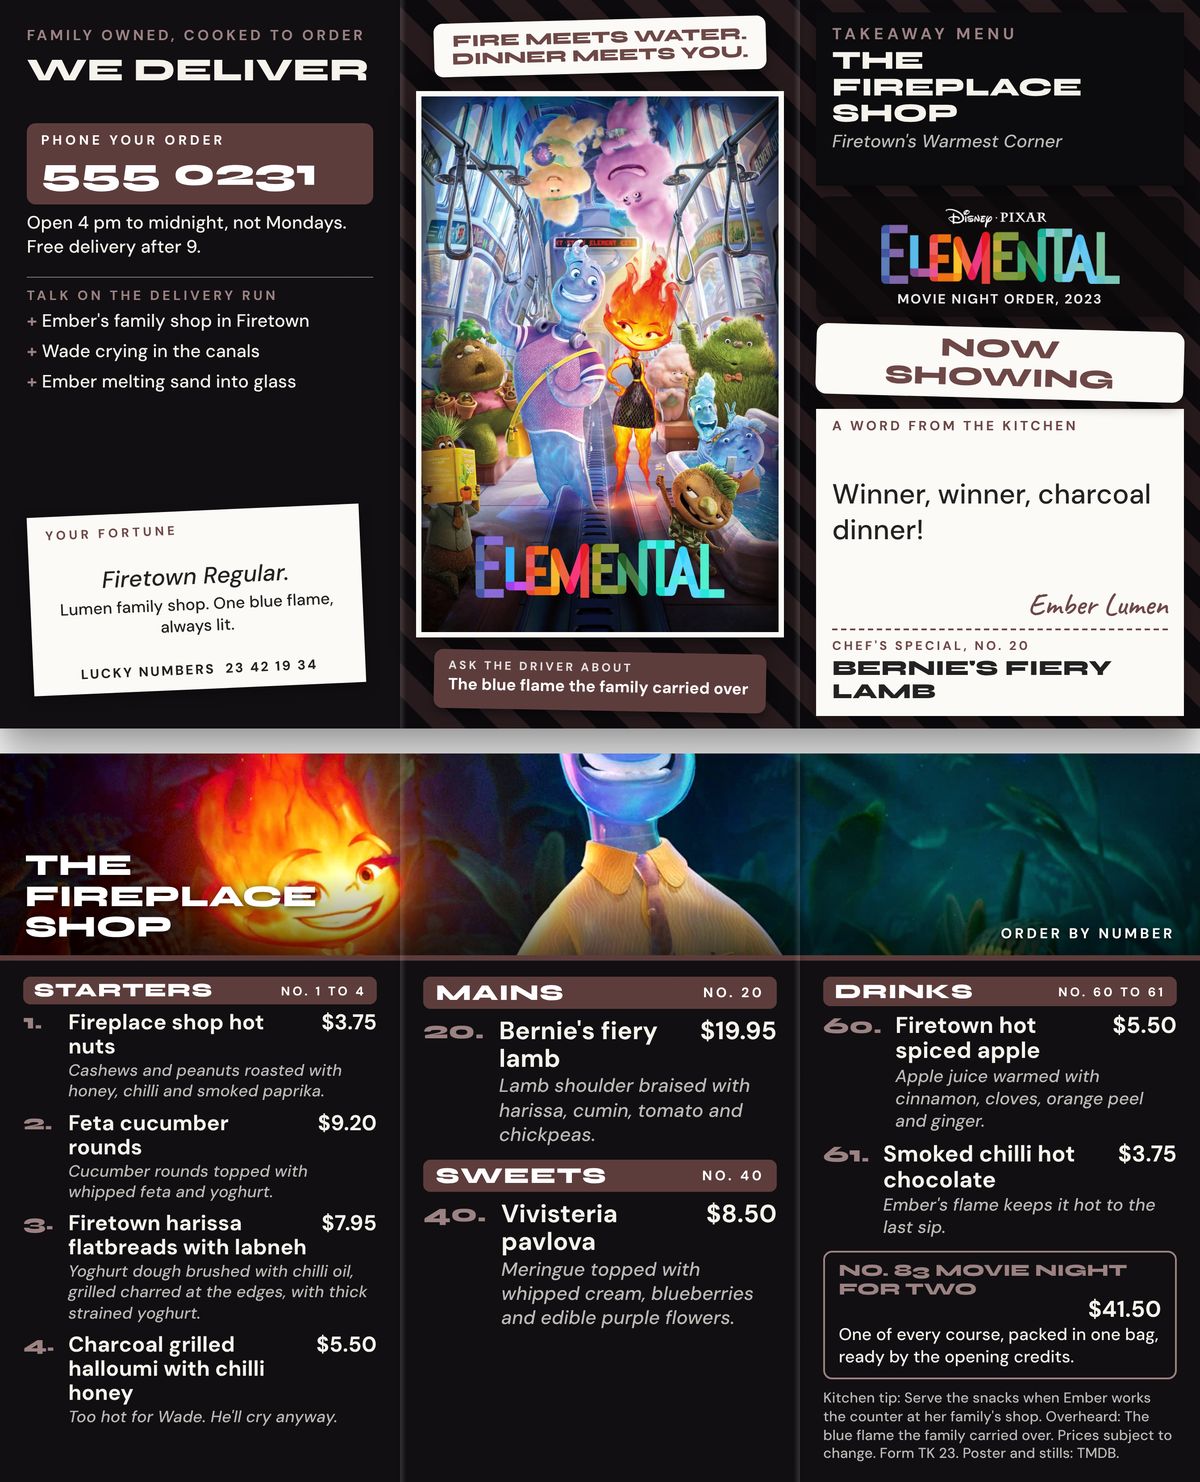 FAMILY OWNED, COOKED TO ORDER
WE DELIVER
PHONE YOUR ORDER
555 0231
Open 4 pm to midnight, not Mondays.
Free delivery after 9.
TALK ON THE DELIVERY RUN
+ Ember's family shop in Firetown
+ Wade crying in the canals
+ Ember melting sand into glass
YOUR FORTUNE
Firetown Regular.
Lumen family shop. One blue flame,
always lit.
LUCKY NUMBERS 23 42 19 34
FIRE MEETS WATER.
DINNER MEETS YOU.
ELEMENTAL
ASK THE DRIVER ABOUT
The blue flame the family carried over
TAKEAWAY MENU
THE
FIREPLACE
SHOP
Firetown's Warmest Corner
Disney · PIXAR
ELEMENTAL
MOVIE NIGHT ORDER, 2023
NOW
SHOWING
A WORD FROM THE KITCHEN
Winner, winner, charcoal
dinner!
Ember Lumen
CHEF'S SPECIAL, NO. 20
BERNIE'S FIERY
LAMB
THE
FIREPLACE
SHOP
ORDER BY NUMBER
STARTERS NO. 1 TO 4
1. Fireplace shop hot $3.75
nuts
Cashews and peanuts roasted with
honey, chilli and smoked paprika.
2. Feta cucumber $9.20
rounds
Cucumber rounds topped with
whipped feta and yoghurt.
3. Firetown harissa $7.95
flatbreads with labneh
Yoghurt dough brushed with chilli oil,
grilled charred at the edges, with thick
strained yoghurt.
4. Charcoal grilled $5.50
halloumi with chilli
honey
Too hot for Wade. He'll cry anyway.
MAINS NO. 20
20. Bernie's fiery $19.95
lamb
Lamb shoulder braised with
harissa, cumin, tomato and
chickpeas.
SWEETS NO. 40
40. Vivisteria $8.50
pavlova
Meringue topped with
whipped cream, blueberries
and edible purple flowers.
DRINKS NO. 60 TO 61
60. Firetown hot $5.50
spiced apple
Apple juice warmed with
cinnamon, cloves, orange peel
and ginger.
61. Smoked chilli hot $3.75
chocolate
Ember's flame keeps it hot to the
last sip.
NO. 83 MOVIE NIGHT
FOR TWO
$41.50
One of every course, packed in one bag,
ready by the opening credits.
Kitchen tip: Serve the snacks when Ember works
the counter at her family's shop. Overheard: The
blue flame the family carried over. Prices subject to
change. Form TK 23. Poster and stills: TMDB.